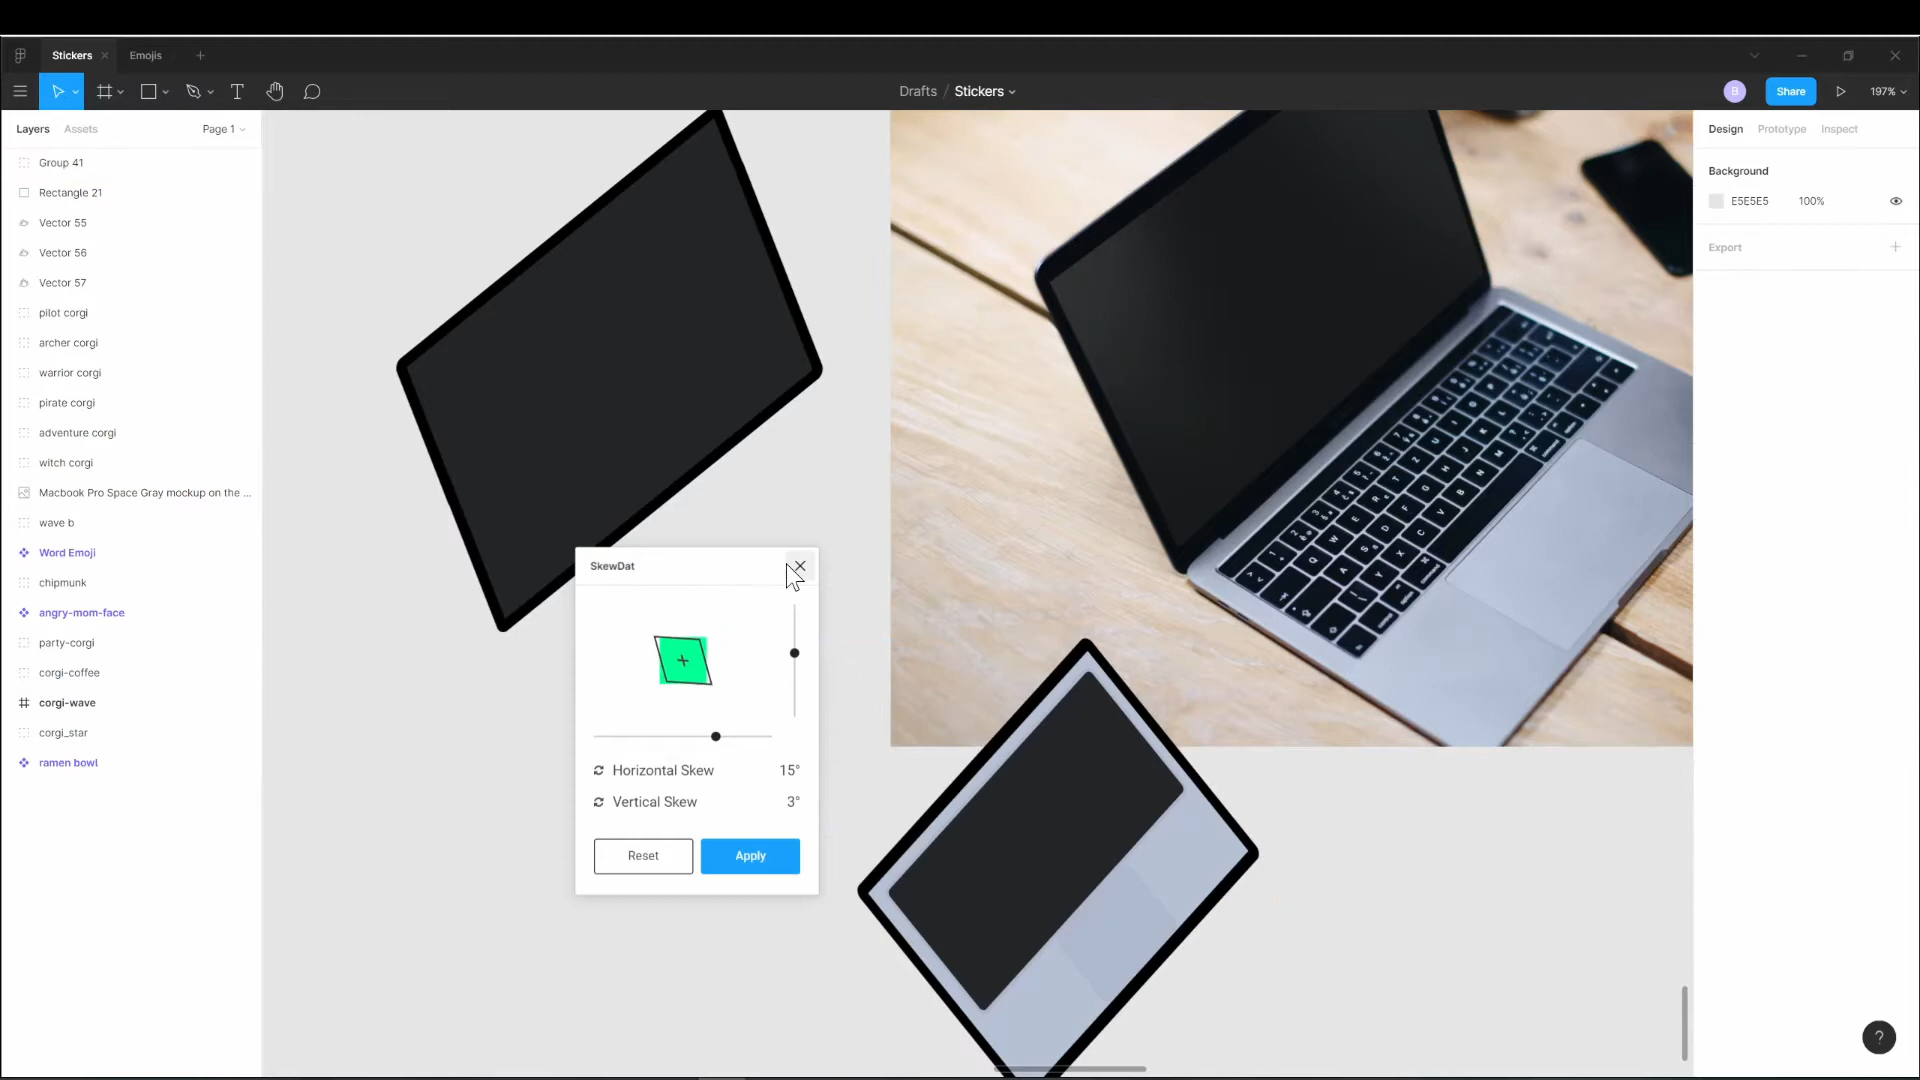 Stickers
Emojis
Drafts / Stickers
B
Share
197%
Layers
Assets
Page 1
Group 41
Rectangle 21
Vector 55
Vector 56
Vector 57
pilot corgi
archer corgi
warrior corgi
pirate corgi
adventure corgi
witch corgi
Macbook Pro Space Gray mockup on the ...
wave b
Word Emoji
chipmunk
angry-mom-face
party-corgi
corgi-coffee
corgi-wave
corgi_star
ramen bowl
SkewDat
Horizontal Skew 15°
Vertical Skew 3°
Reset
Apply
Design
Prototype
Inspect
Background
E5E5E5 100%
Export
?